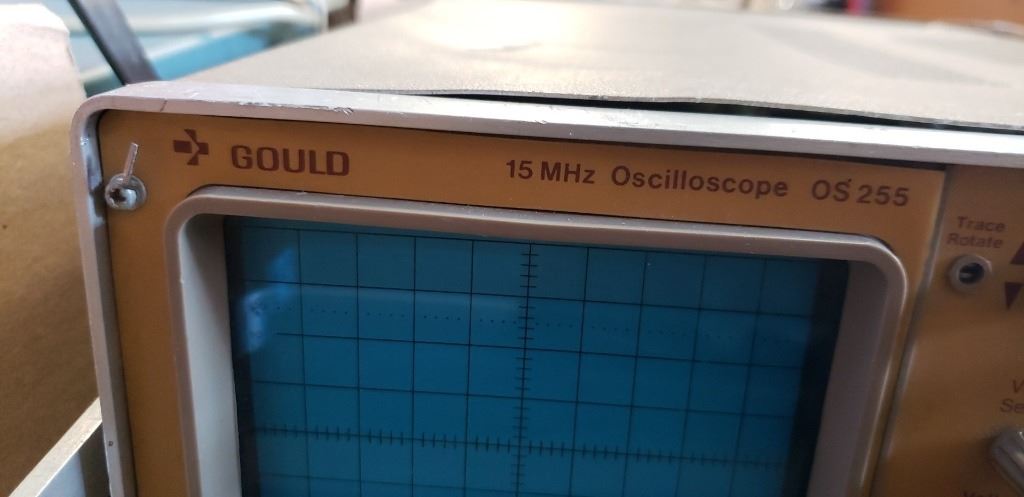 GOULD
15 MHz Oscilloscope OS 255
Trace
Rotate